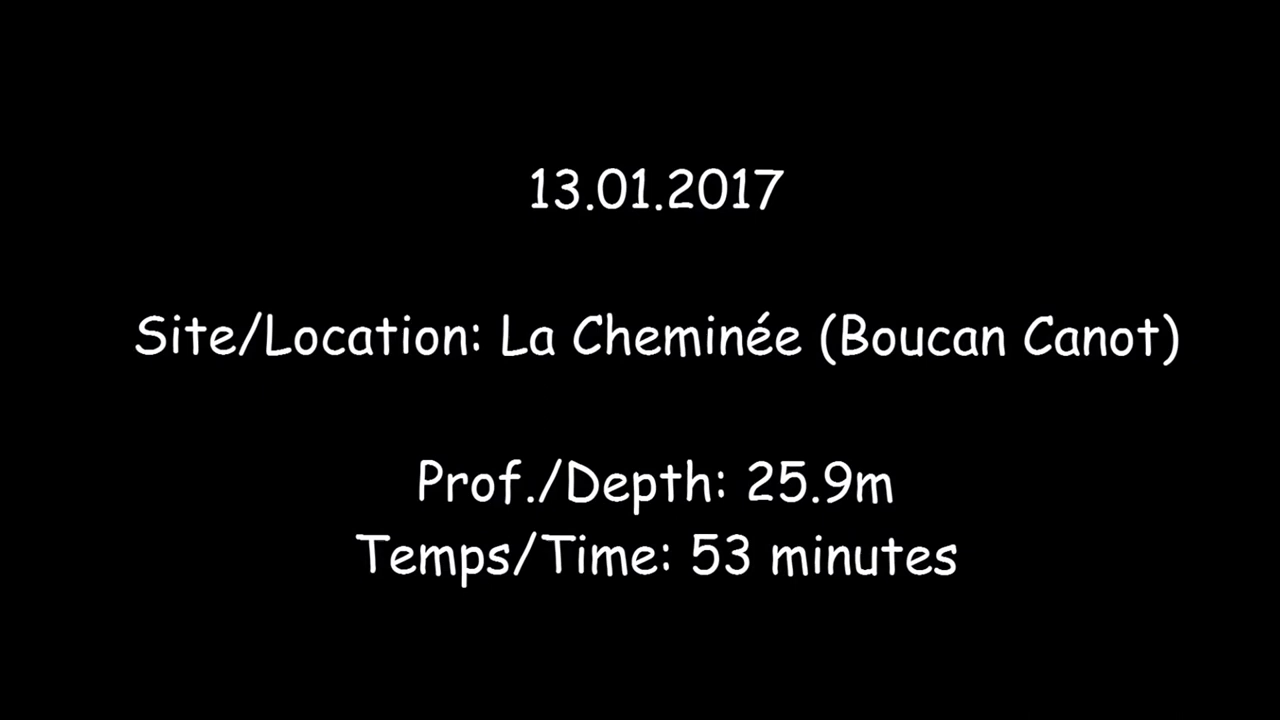 13.01.2017
Site/Location: La Cheminée (Boucan Canot)
Prof./Depth: 25.9m
Temps/Time: 53 minutes